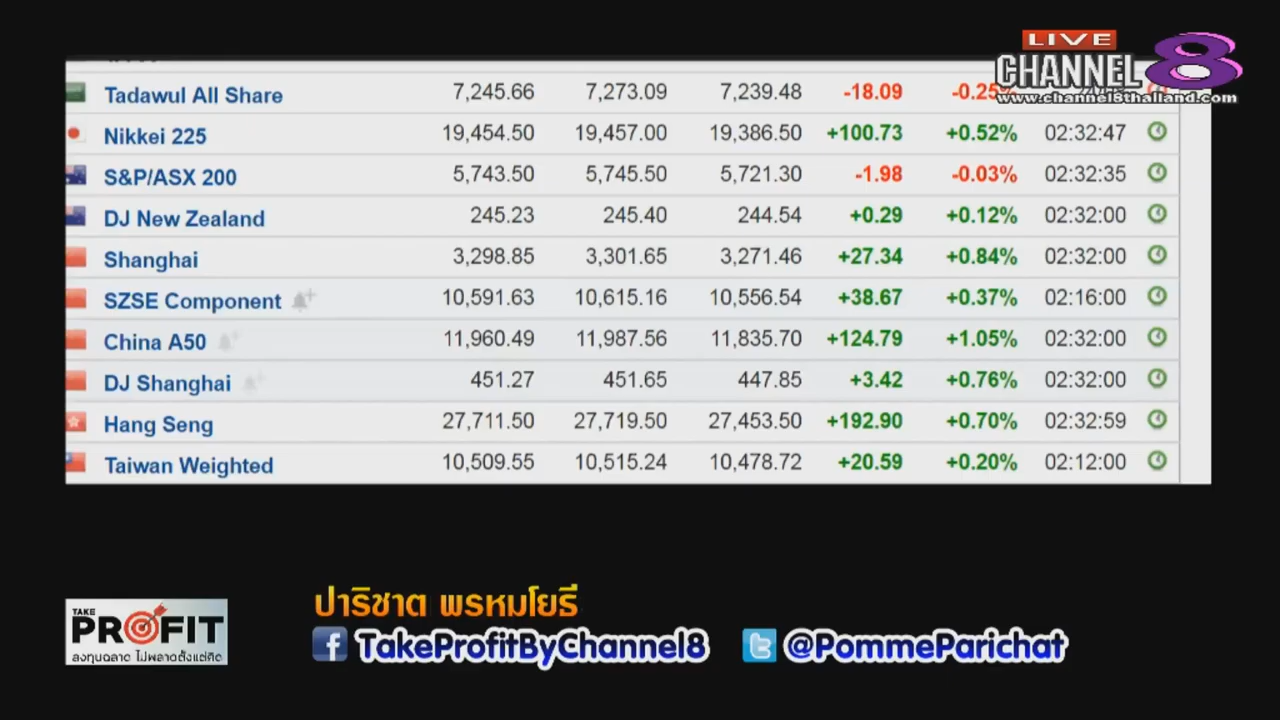 LIVE
CHANNEL 8
www.channel8thailand.com
Tadawul All Share 7,245.66 7,273.09 7,239.48 -18.09 -0.25%
Nikkei 225 19,454.50 19,457.00 19,386.50 +100.73 +0.52% 02:32:47
S&P/ASX 200 5,743.50 5,745.50 5,721.30 -1.98 -0.03% 02:32:35
DJ New Zealand 245.23 245.40 244.54 +0.29 +0.12% 02:32:00
Shanghai 3,298.85 3,301.65 3,271.46 +27.34 +0.84% 02:32:00
SZSE Component 10,591.63 10,615.16 10,556.54 +38.67 +0.37% 02:16:00
China A50 11,960.49 11,987.56 11,835.70 +124.79 +1.05% 02:32:00
DJ Shanghai 451.27 451.65 447.85 +3.42 +0.76% 02:32:00
Hang Seng 27,711.50 27,719.50 27,453.50 +192.90 +0.70% 02:32:59
Taiwan Weighted 10,509.55 10,515.24 10,478.72 +20.59 +0.20% 02:12:00
TAKE
PROFIT
ลงทุนฉลาด ไม่พลาดตั้งแต่คิด
ปาริชาต พรหมโยธี
TakeProfitByChannel8 @PommeParichat